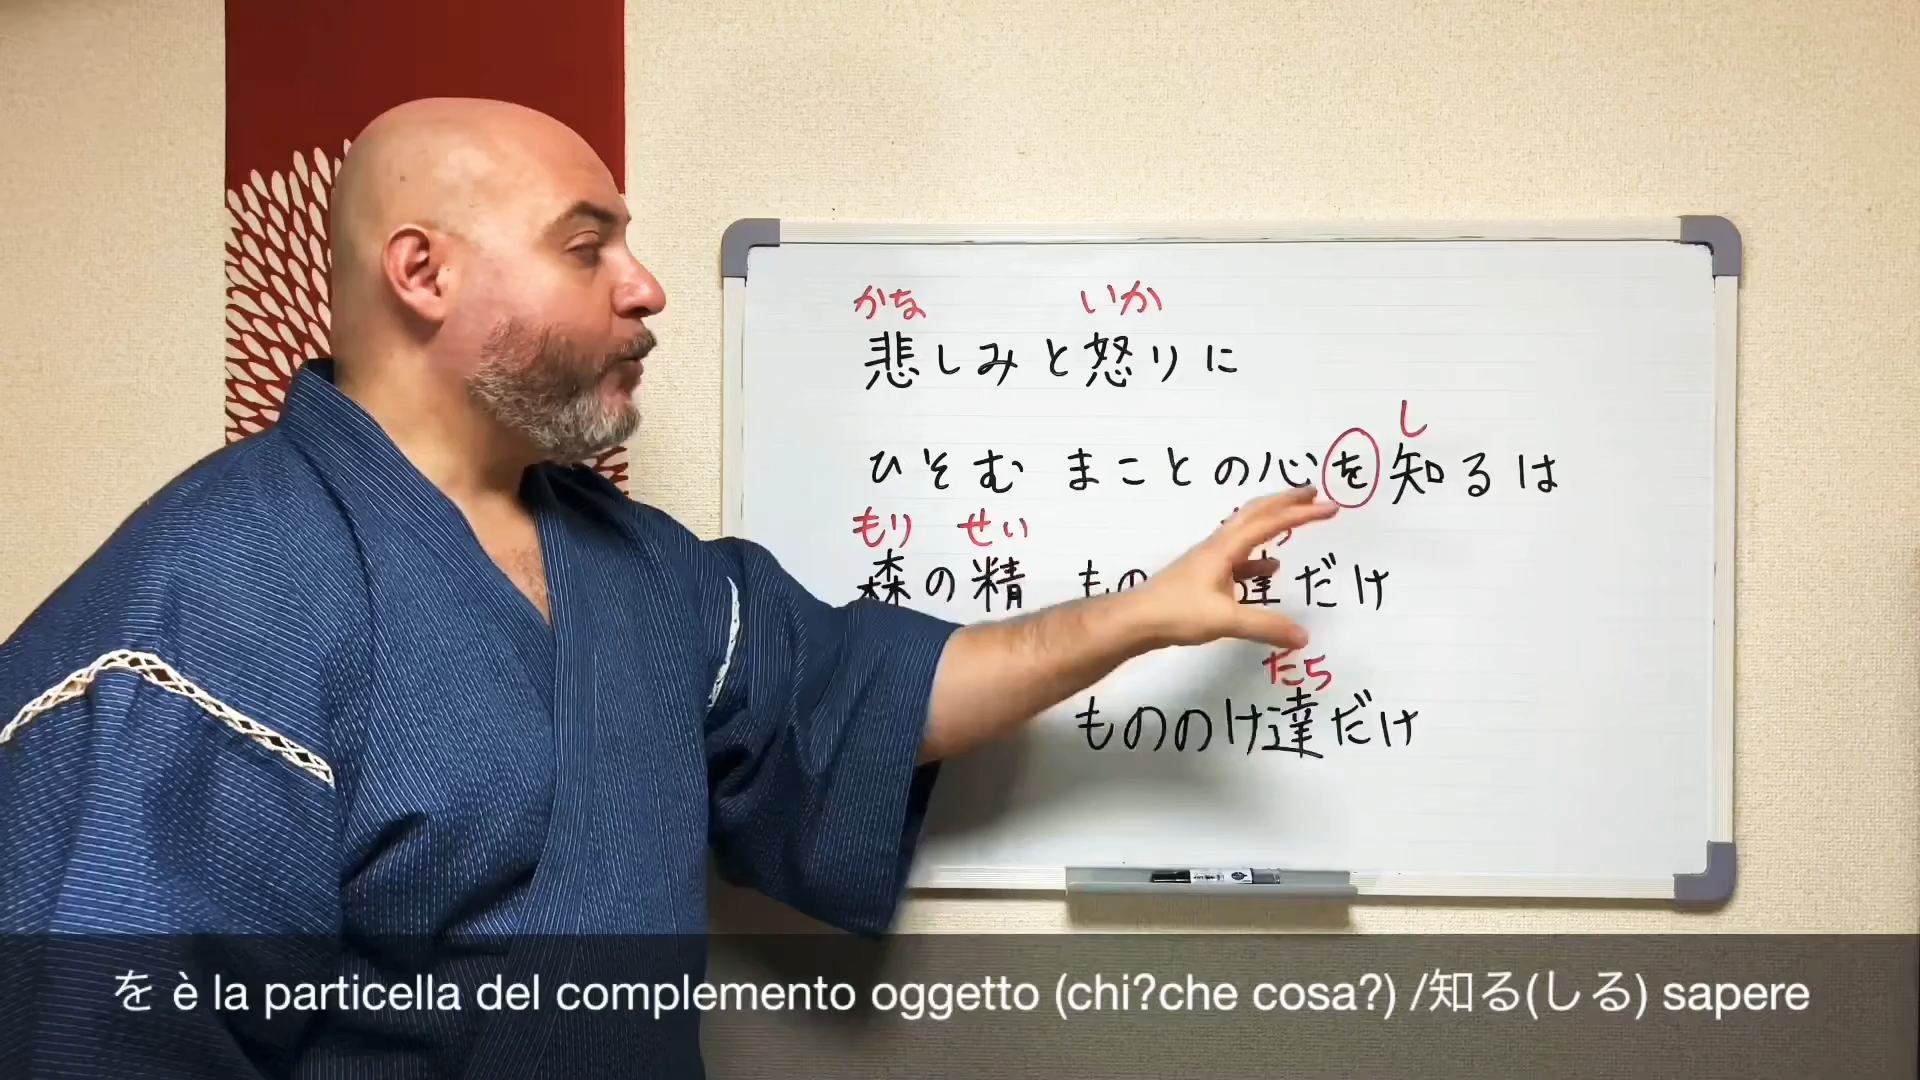 かな いか
悲しみと怒りに
し
ひそむ まことの心を知るは
もり せい
森の精 もの 達だけ
たち
もののけ達だけ
を è la particella del complemento oggetto (chi?che cosa?) /知る(しる) sapere